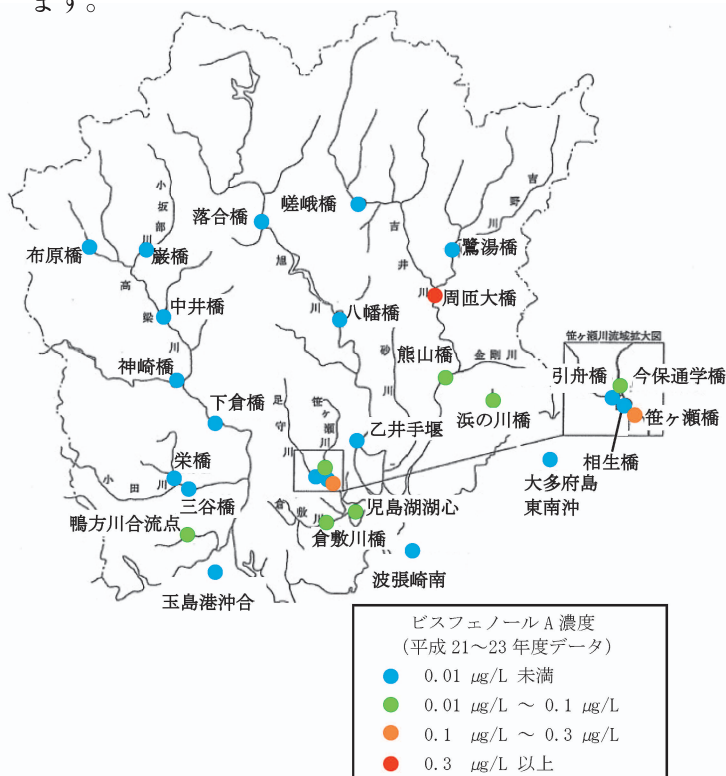 ます。
小坂部川
落合橋
嵯峨橋
吉野川
布原橋
巌橋
旭川
吉井川
鷺湯橋
高梁川
中井橋
八幡橋
周匝大橋
砂川
神崎橋
熊山橋
金剛川
笹ヶ瀬川流域拡大図
引舟橋
今保通学橋
下倉橋
足守川
笹ヶ瀬川
乙井手堰
浜の川橋
笹ヶ瀬橋
相生橋
栄橋
小田川
三谷橋
大多府島
東南沖
鴨方川合流点
倉敷川
児島湖湖心
倉敷川橋
波張崎南
玉島港沖合
ビスフェノールA 濃度
(平成 21~23 年度データ)
0.01 μg/L 未満
0.01 μg/L ~ 0.1 μg/L
0.1 μg/L ~ 0.3 μg/L
0.3 μg/L 以上